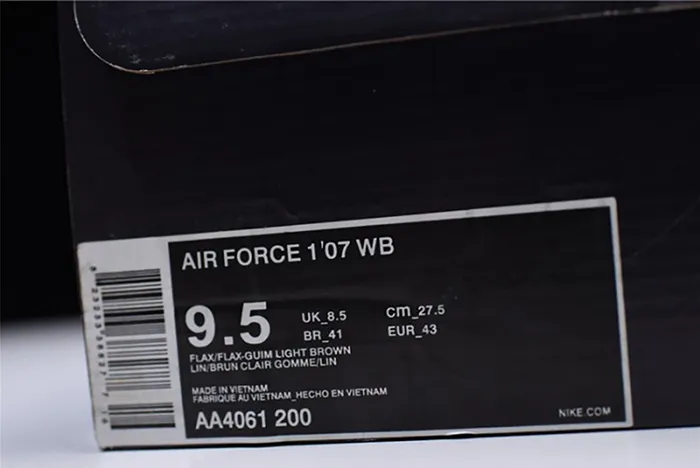 AIR FORCE 1'07 WB
9.5
UK_8.5 cm_27.5
BR_41 EUR_43
FLAX/FLAX-GUIM LIGHT BROWN
LIN/BRUN CLAIR GOMME/LIN
MADE IN VIETNAM
FABRIQUE AU VIETNAM_HECHO EN VIETNAM
AA4061 200
NIKE.COM